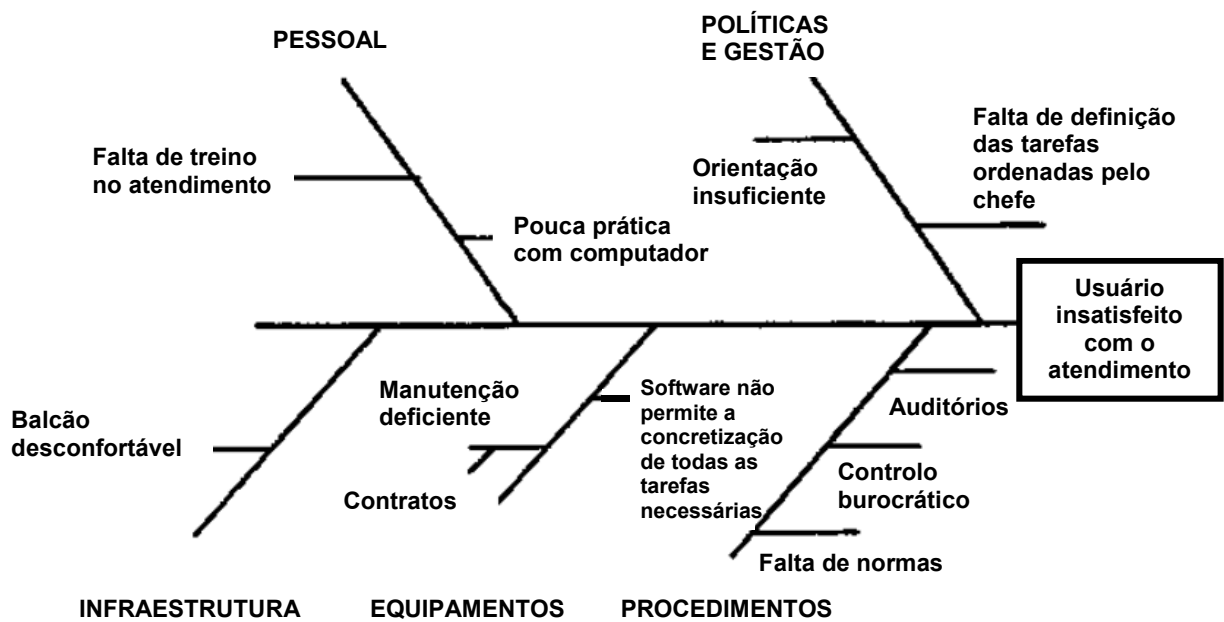 PESSOAL
POLÍTICAS
E GESTÃO
Falta de treino
no atendimento
Pouca prática
com computador
Orientação
insuficiente
Falta de definição
das tarefas
ordenadas pelo
chefe
Usuário
insatisfeito
com o
atendimento
Balcão
desconfortável
Manutenção
deficiente
Contratos
Software não
permite a
concretização
de todas as
tarefas
necessárias
Auditórios
Controlo
burocrático
Falta de normas
INFRAESTRUTURA
EQUIPAMENTOS
PROCEDIMENTOS